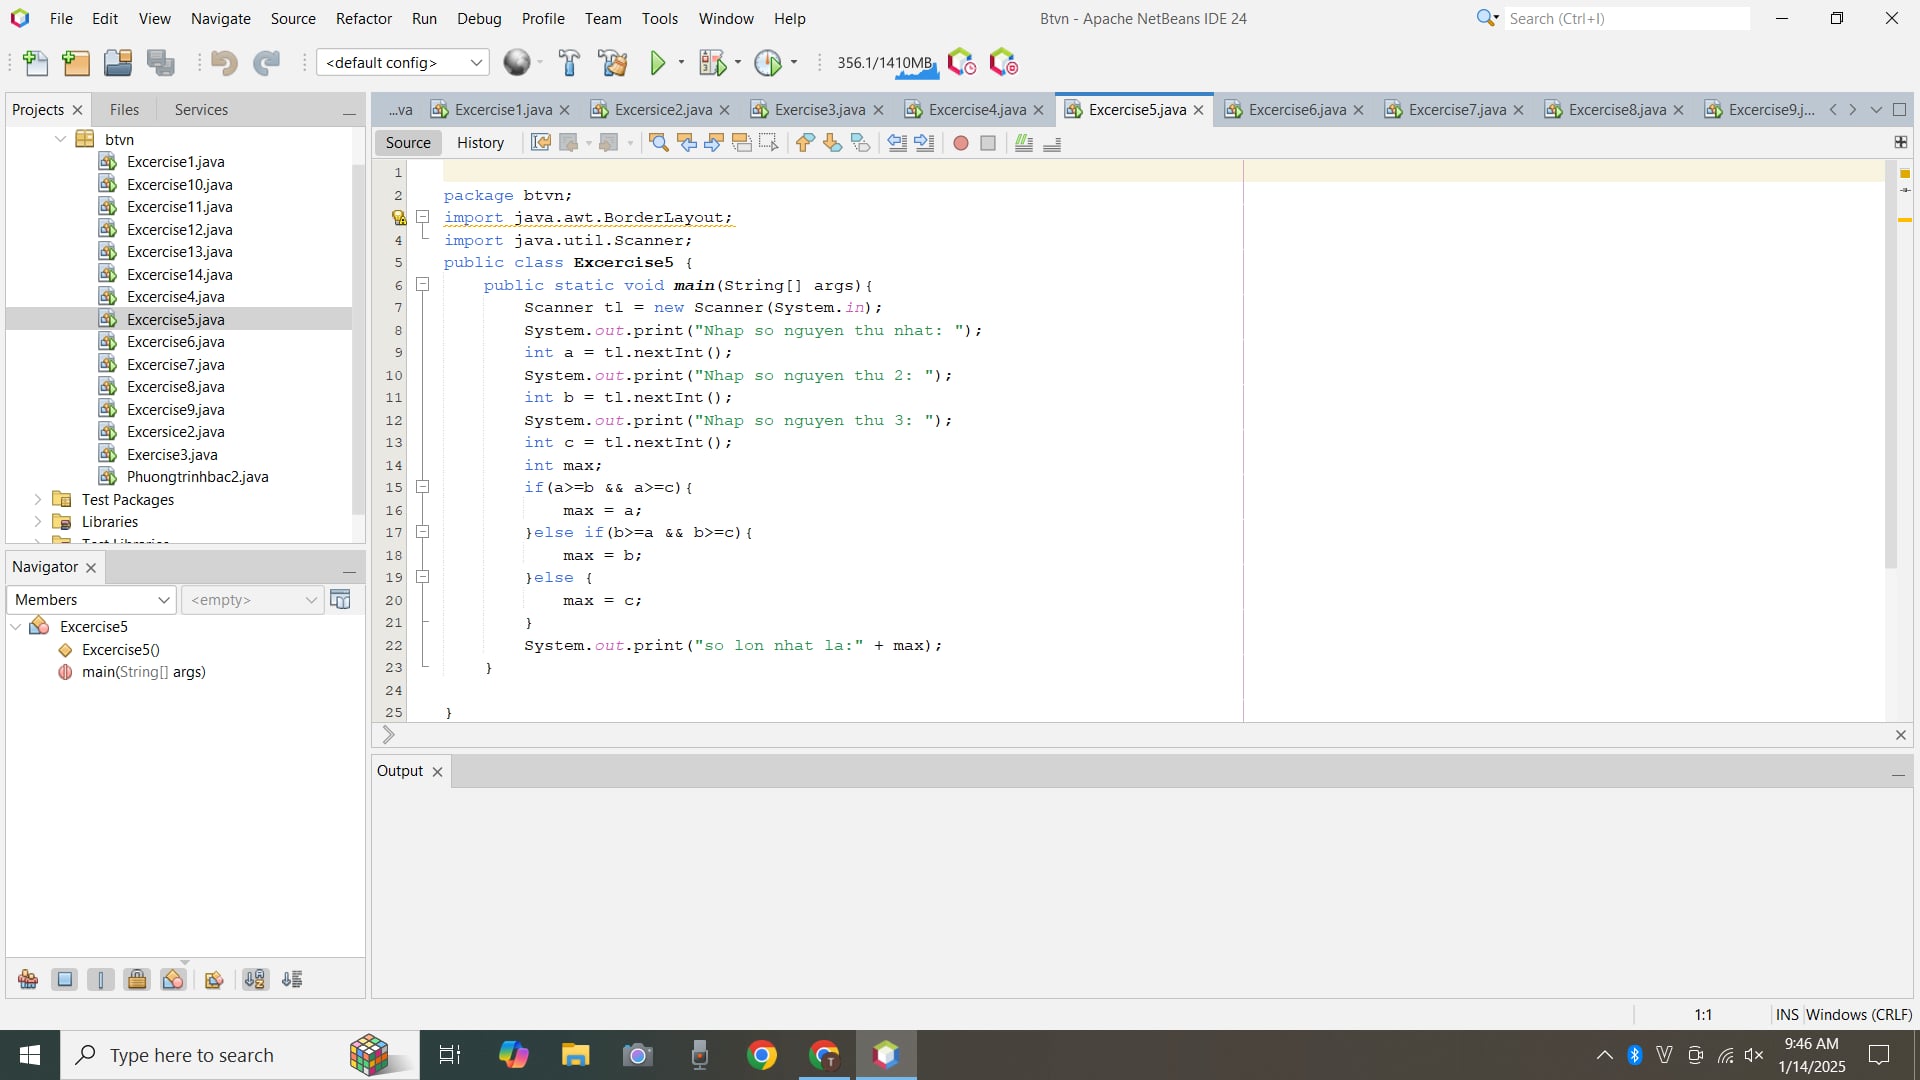 File Edit View Navigate Source Refactor Run Debug Profile Team Tools Window Help
Btvn - Apache NetBeans IDE 24
Search (Ctrl+I)
<default config>
356.1/1410MB
Projects Files Services
...va Excercise1.java Excersice2.java Exercise3.java Excercise4.java Excercise5.java Excercise6.java Excercise7.java Excercise8.java Excercise9.j...
btvn
Excercise1.java
Excercise10.java
Excercise11.java
Excercise12.java
Excercise13.java
Excercise14.java
Excercise4.java
Excercise5.java
Excercise6.java
Excercise7.java
Excercise8.java
Excercise9.java
Excersice2.java
Exercise3.java
Phuongtrinhbac2.java
Test Packages
Libraries
Test Libraries
Source History
1
2 package btvn;
import java.awt.BorderLayout;
4 import java.util.Scanner;
5 public class Excercise5 {
6 public static void main(String[] args){
7 Scanner tl = new Scanner(System.in);
8 System.out.print("Nhap so nguyen thu nhat: ");
9 int a = tl.nextInt();
10 System.out.print("Nhap so nguyen thu 2: ");
11 int b = tl.nextInt();
12 System.out.print("Nhap so nguyen thu 3: ");
13 int c = tl.nextInt();
14 int max;
15 if(a>=b && a>=c){
16 max = a;
17 }else if(b>=a && b>=c){
18 max = b;
19 }else {
20 max = c;
21 }
22 System.out.print("so lon nhat la:" + max);
23 }
24
25 }
Navigator
Members <empty>
Excercise5
Excercise5()
main(String[] args)
Output
1:1 INS Windows (CRLF)
Type here to search
9:46 AM
1/14/2025